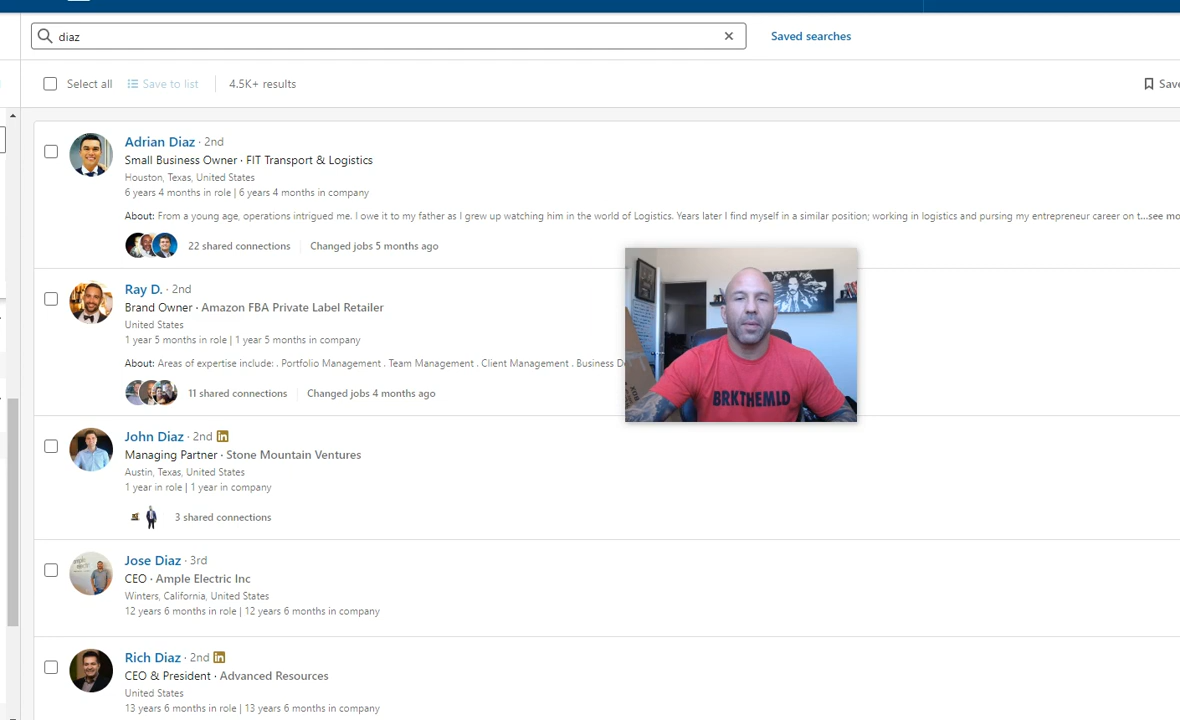 diaz
Saved searches
Select all
Save to list
4.5K+ results
Save
Adrian Diaz · 2nd
Small Business Owner · FIT Transport & Logistics
Houston, Texas, United States
6 years 4 months in role | 6 years 4 months in company
About: From a young age, operations intrigued me. I owe it to my father as I grew up watching him in the world of Logistics. Years later I find myself in a similar position; working in logistics and pursing my entrepreneur career on t...see mo
22 shared connections
Changed jobs 5 months ago
Ray D. · 2nd
Brand Owner · Amazon FBA Private Label Retailer
United States
1 year 5 months in role | 1 year 5 months in company
About: Areas of expertise include: . Portfolio Management . Team Management . Client Management . Business D
11 shared connections
Changed jobs 4 months ago
BRKTHEMLD
John Diaz · 2nd in
Managing Partner · Stone Mountain Ventures
Austin, Texas, United States
1 year in role | 1 year in company
3 shared connections
Jose Diaz · 3rd
CEO · Ample Electric Inc
Winters, California, United States
12 years 6 months in role | 12 years 6 months in company
Rich Diaz · 2nd in
CEO & President · Advanced Resources
United States
13 years 6 months in role | 13 years 6 months in company